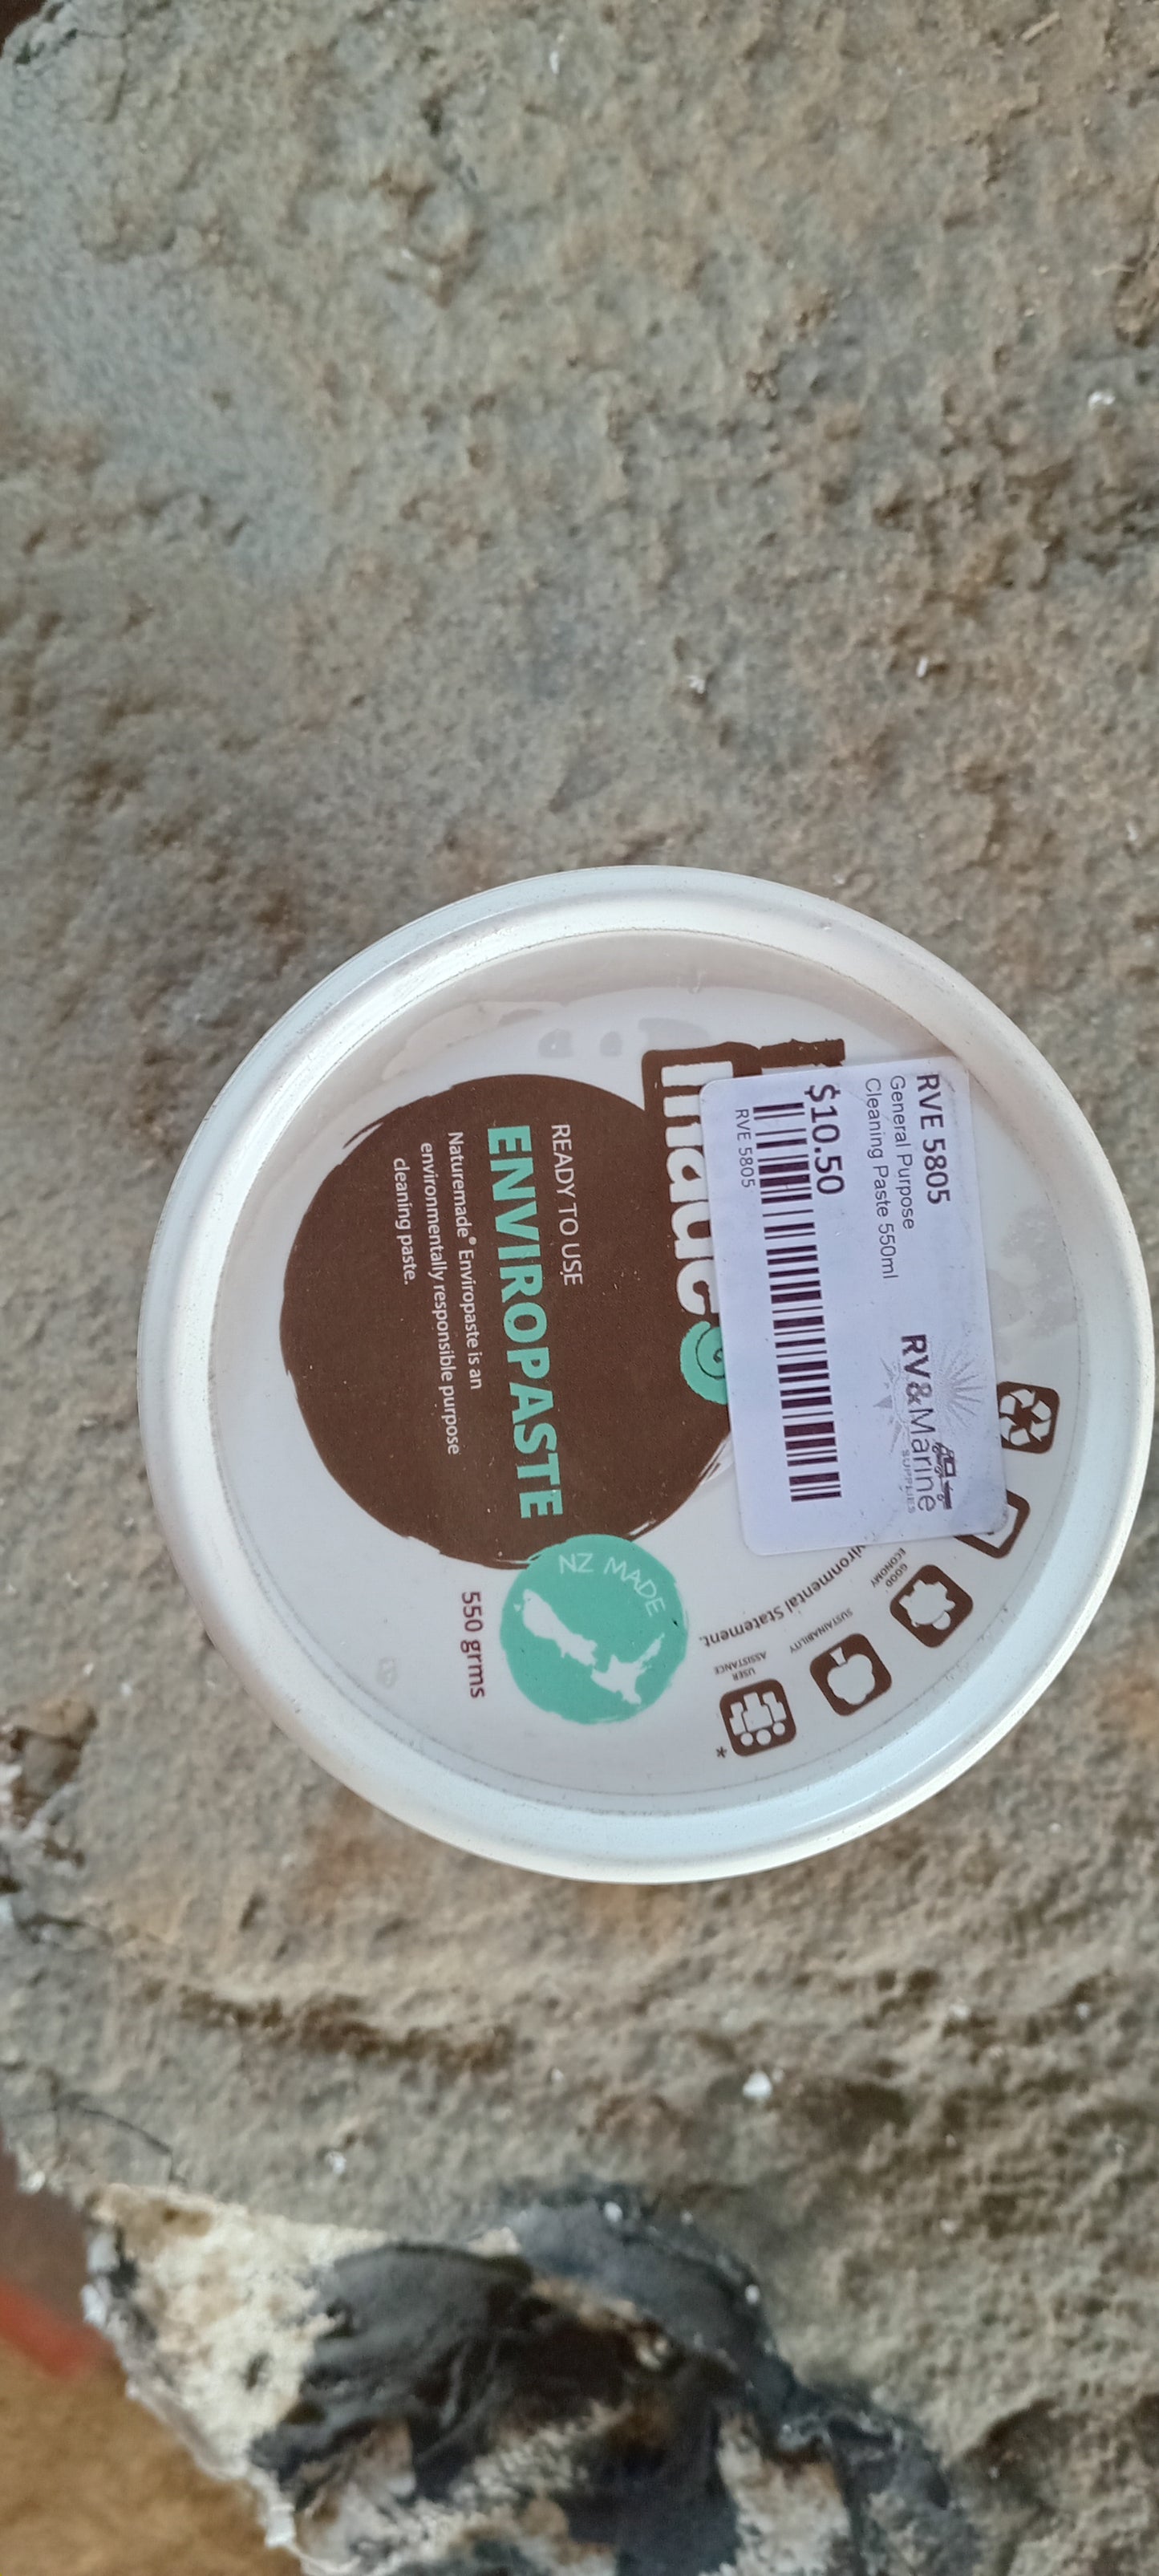 RVE 5805
General Purpose
Cleaning Paste 550ml
RV&Marine
SUPPLIES
$10.50
RVE 5805
made
READY TO USE
ENVIROPASTE
Naturemade® Enviropaste is an
environmentally responsible purpose
cleaning paste.
NZ MADE
550 grms
GOOD
ECONOMY
SUSTAINABILITY
USER
ASSISTANCE
*
Statement.